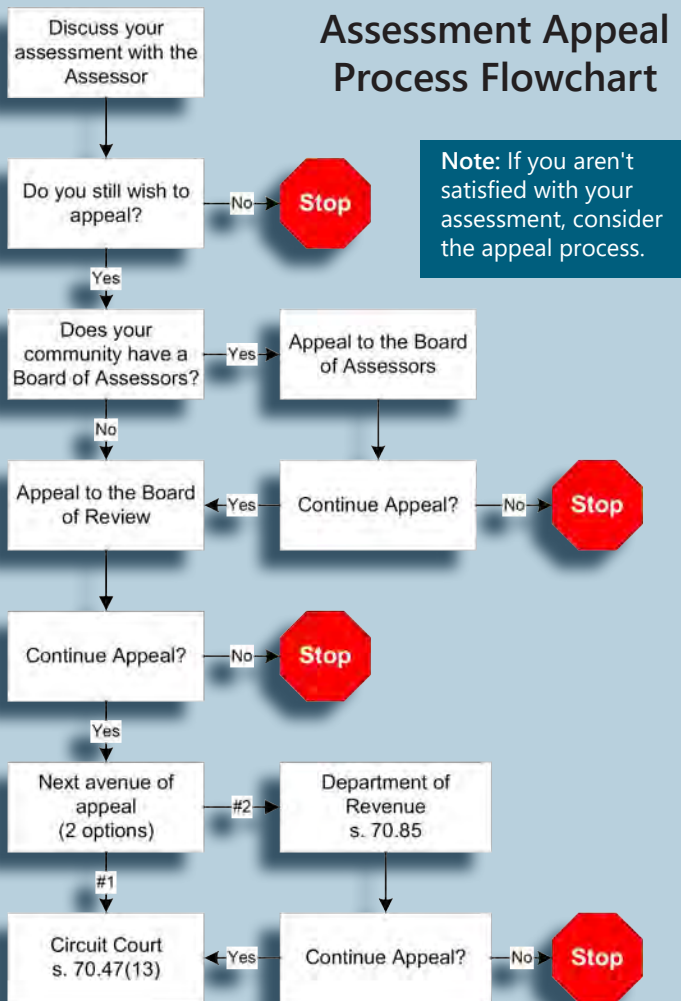 Assessment Appeal
Process Flowchart
Discuss your
assessment with the
Assessor
Note: If you aren't
satisfied with your
assessment, consider
the appeal process.
Do you still wish to
appeal?
No
Stop
Yes
Does your
community have a
Board of Assessors?
Yes
Appeal to the Board
of Assessors
No
Appeal to the Board
of Review
Yes
Continue Appeal?
No
Stop
Continue Appeal?
No
Stop
Yes
Next avenue of
appeal
(2 options)
#2
Department of
Revenue
s. 70.85
#1
Circuit Court
s. 70.47(13)
Yes
Continue Appeal?
No
Stop